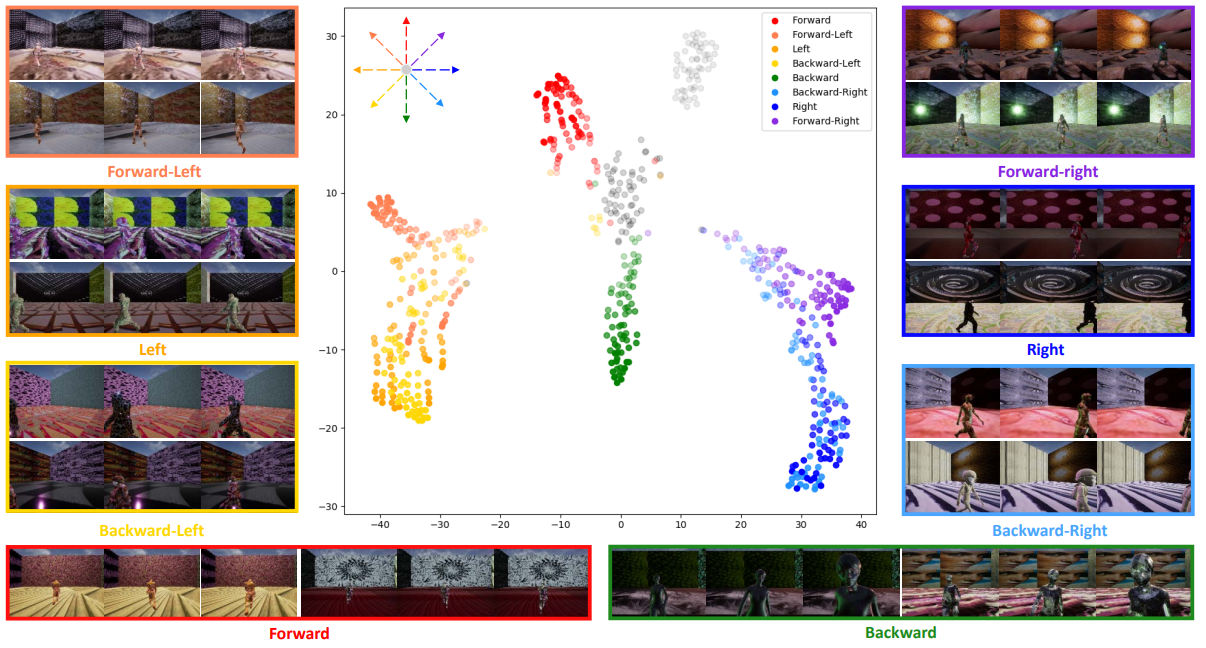 Forward-Left
Left
Backward-Left
30
20
10
0
−10
−20
−30
−40
−30
−20
−10
0
10
20
30
40
Forward
Forward-Left
Left
Backward-Left
Backward
Backward-Right
Right
Forward-Right
Forward-right
Right
Backward-Right
Forward
Backward